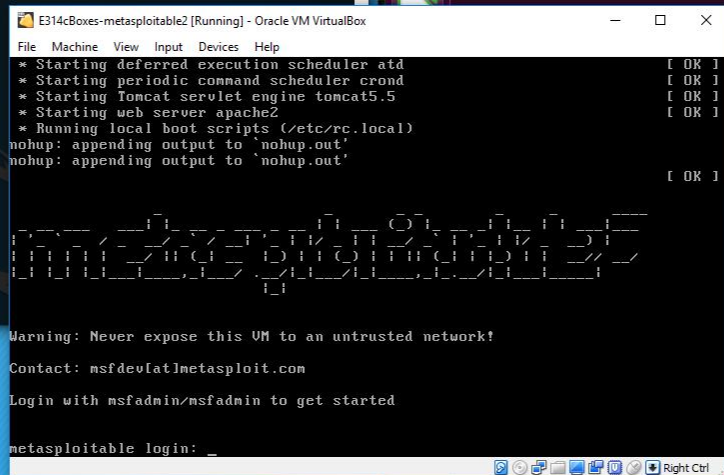 E314cBoxes-metasploitable2 [Running] - Oracle VM VirtualBox
File Machine View Input Devices Help
* Starting deferred execution scheduler atd [ OK ]
* Starting periodic command scheduler crond [ OK ]
* Starting Tomcat servlet engine tomcat5.5 [ OK ]
* Starting web server apache2 [ OK ]
* Running local boot scripts (/etc/rc.local)
nohup: appending output to `nohup.out'
nohup: appending output to `nohup.out'
[ OK ]
metasploitable2
Warning: Never expose this VM to an untrusted network!
Contact: msfdev[at]metasploit.com
Login with msfadmin/msfadmin to get started
metasploitable login: _
Right Ctrl